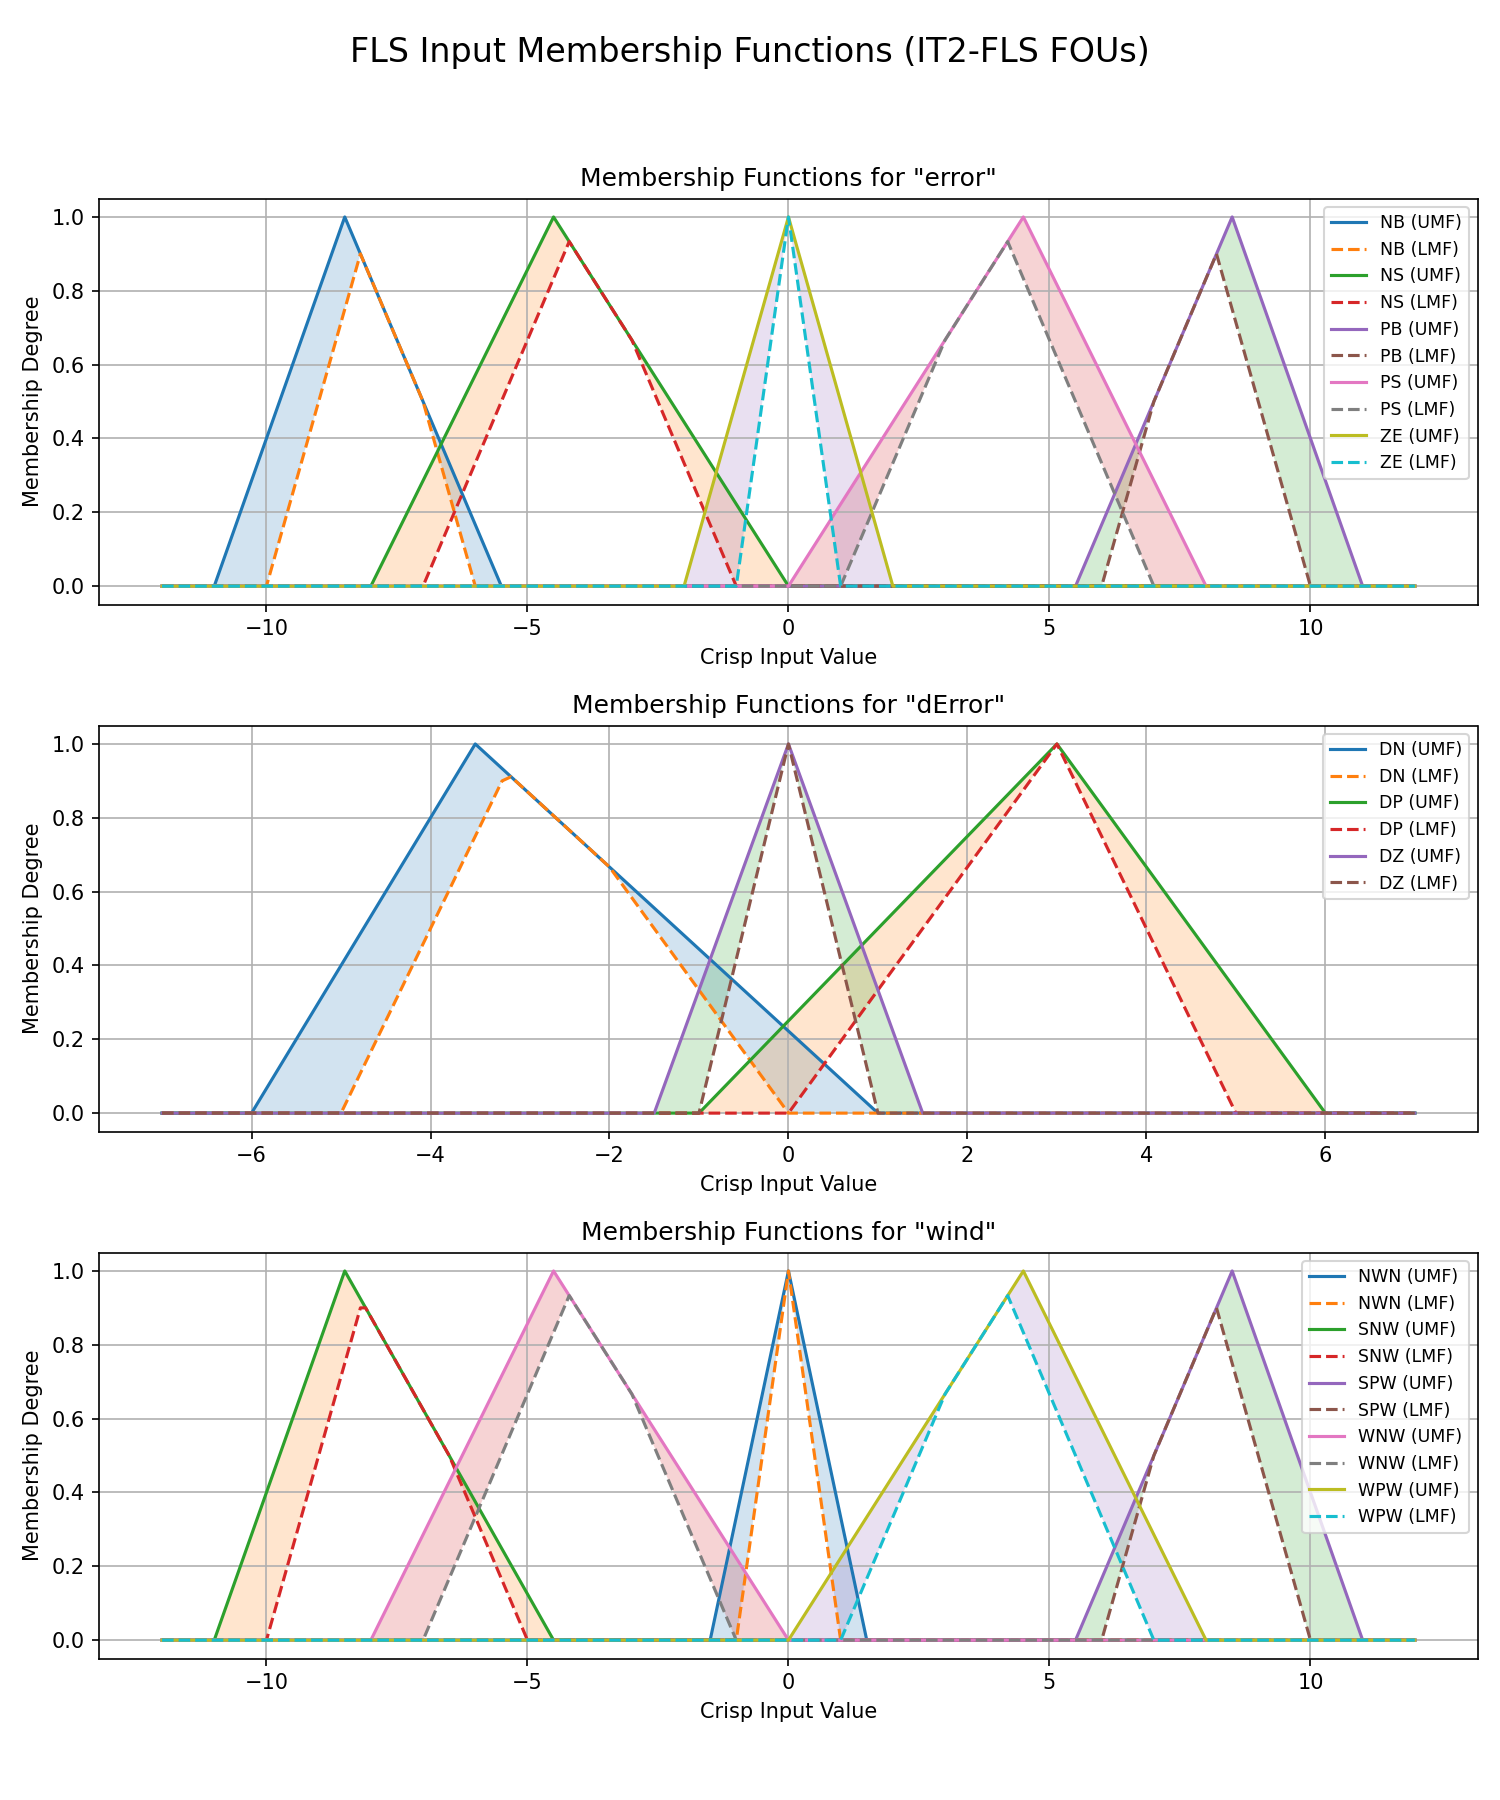 FLS Input Membership Functions (IT2-FLS FOUs)
Membership Functions for "error"
Membership Degree
1.0
0.8
0.6
0.4
0.2
0.0
NB (UMF)
NB (LMF)
NS (UMF)
NS (LMF)
PB (UMF)
PB (LMF)
PS (UMF)
PS (LMF)
ZE (UMF)
ZE (LMF)
−10 −5 0 5 10
Crisp Input Value
Membership Functions for "dError"
Membership Degree
1.0
0.8
0.6
0.4
0.2
0.0
DN (UMF)
DN (LMF)
DP (UMF)
DP (LMF)
DZ (UMF)
DZ (LMF)
−6 −4 −2 0 2 4 6
Crisp Input Value
Membership Functions for "wind"
Membership Degree
1.0
0.8
0.6
0.4
0.2
0.0
NWN (UMF)
NWN (LMF)
SNW (UMF)
SNW (LMF)
SPW (UMF)
SPW (LMF)
WNW (UMF)
WNW (LMF)
WPW (UMF)
WPW (LMF)
−10 −5 0 5 10
Crisp Input Value